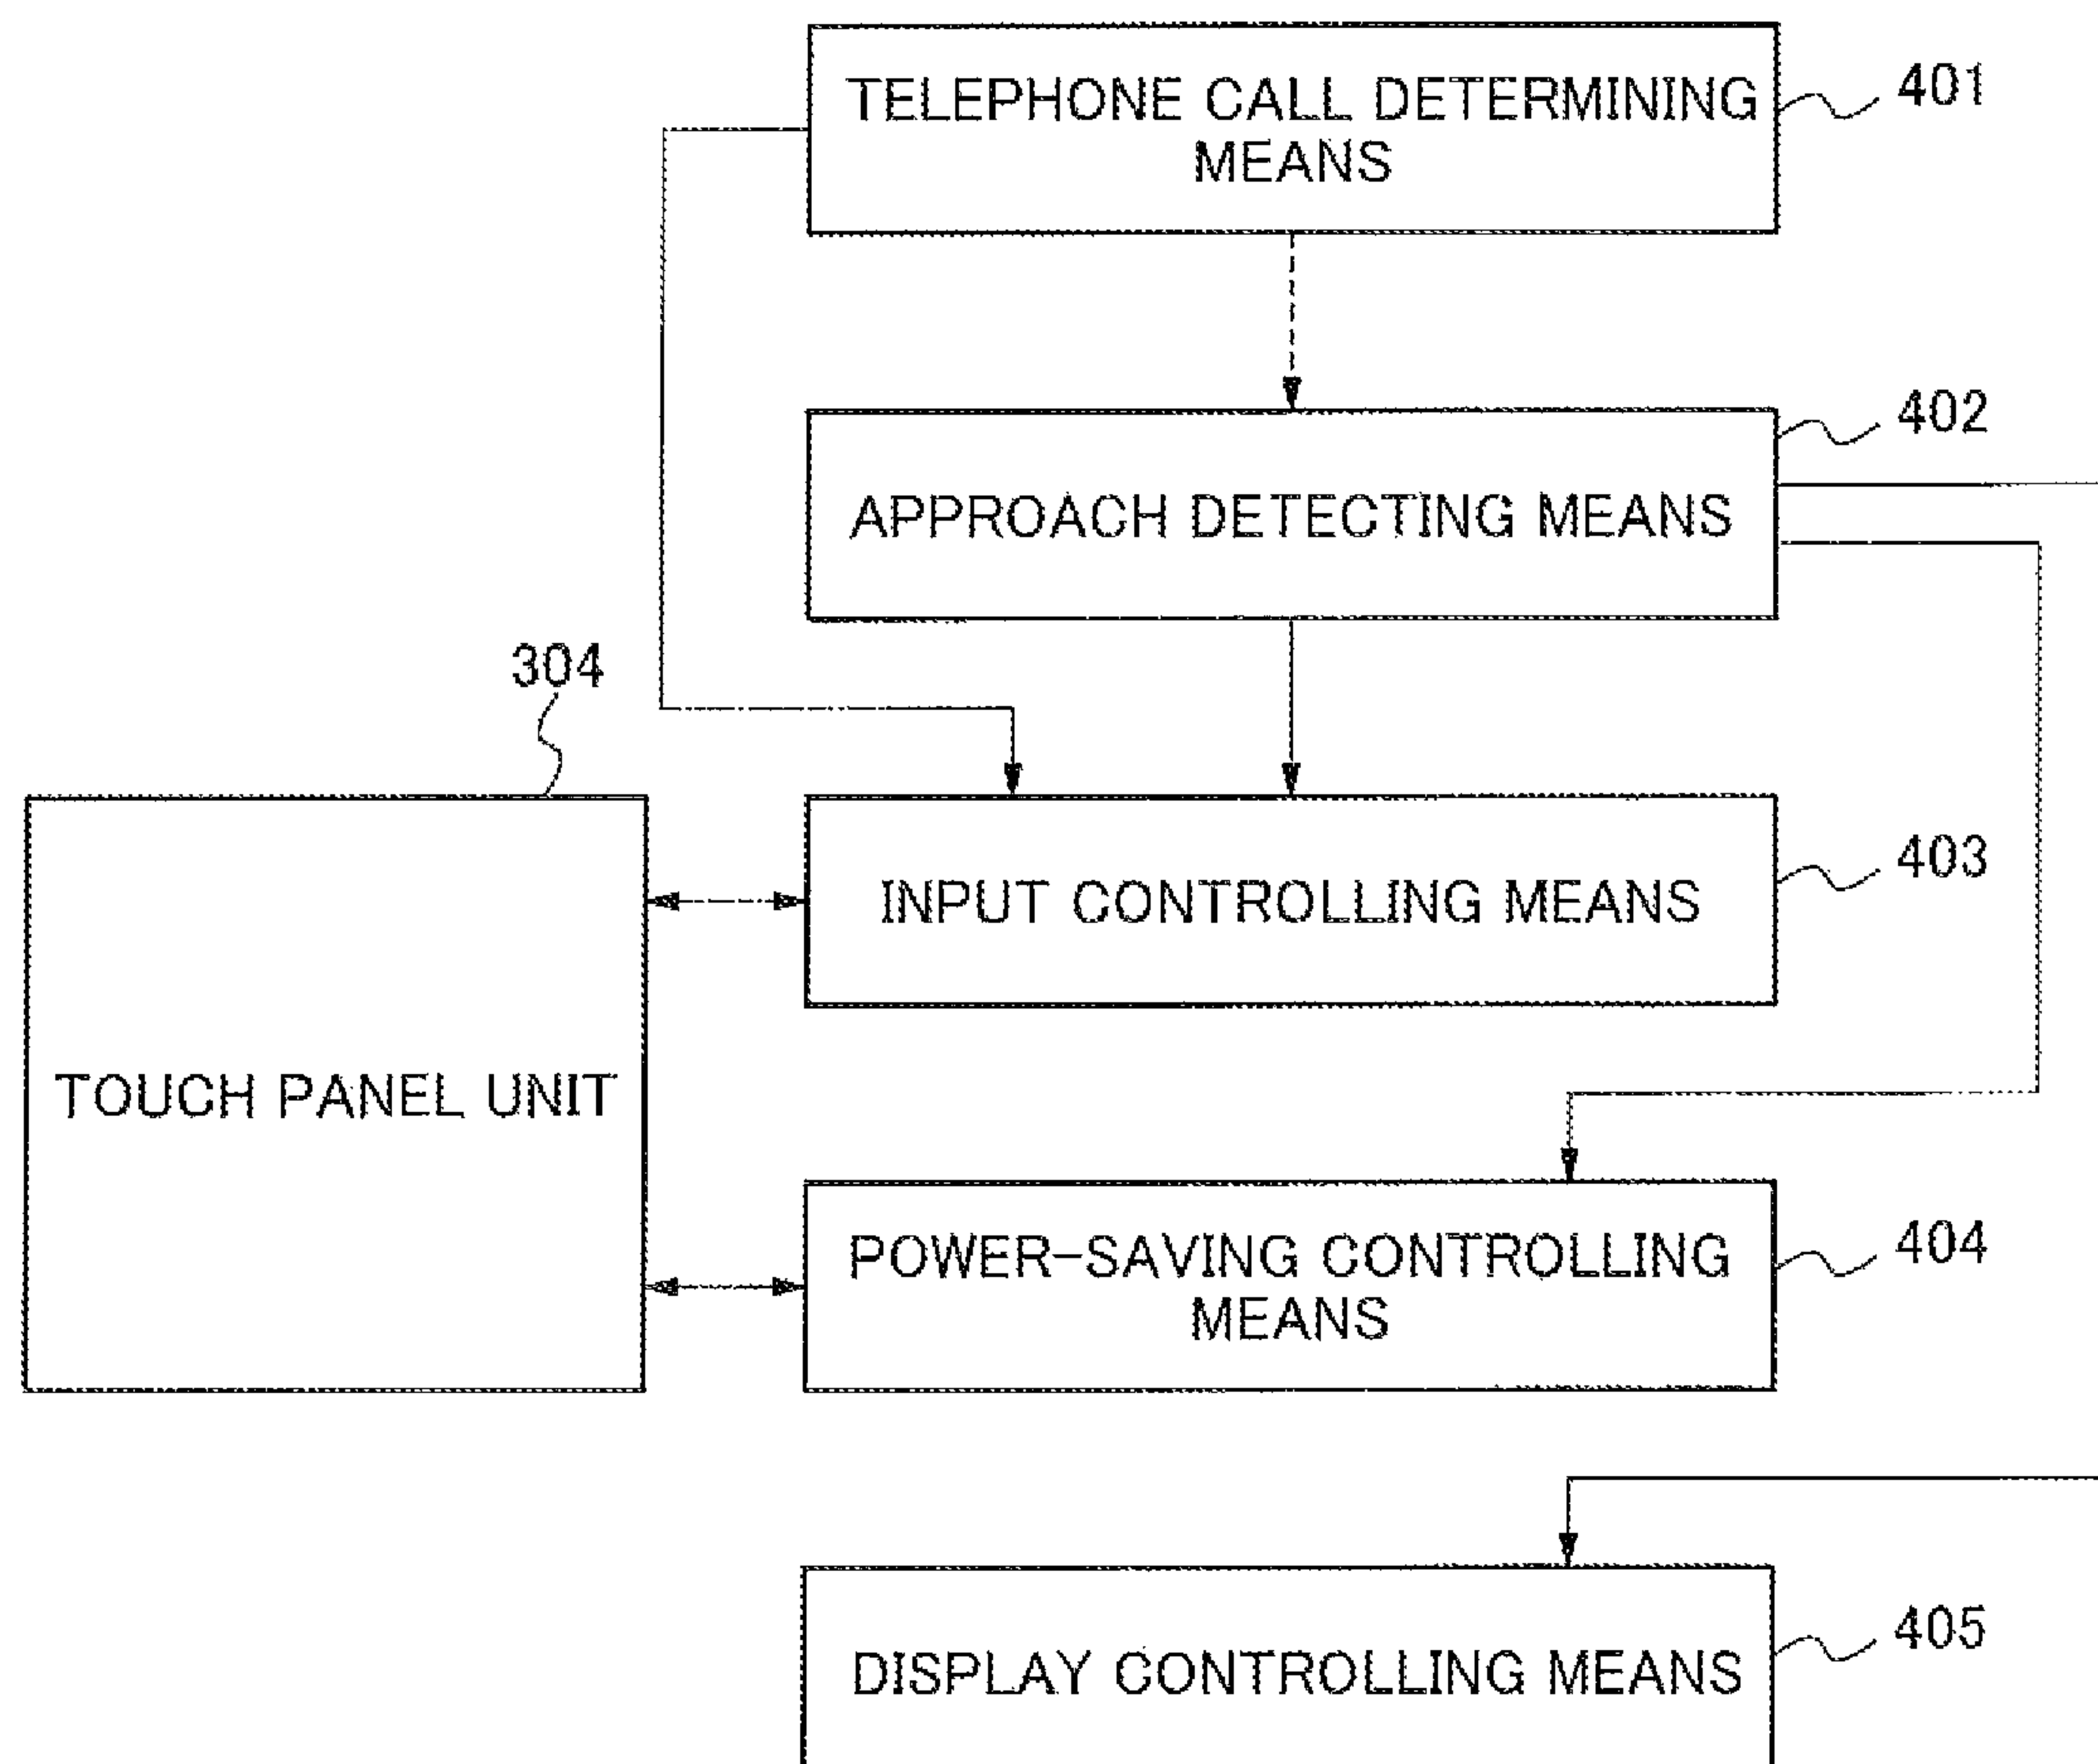 TELEPHONE CALL DETERMINING
MEANS
401
402
APPROACH DETECTING MEANS
304
403
INPUT CONTROLLING MEANS
TOUCH PANEL UNIT
404
POWER-SAVING CONTROLLING
MEANS
405
DISPLAY CONTROLLING MEANS